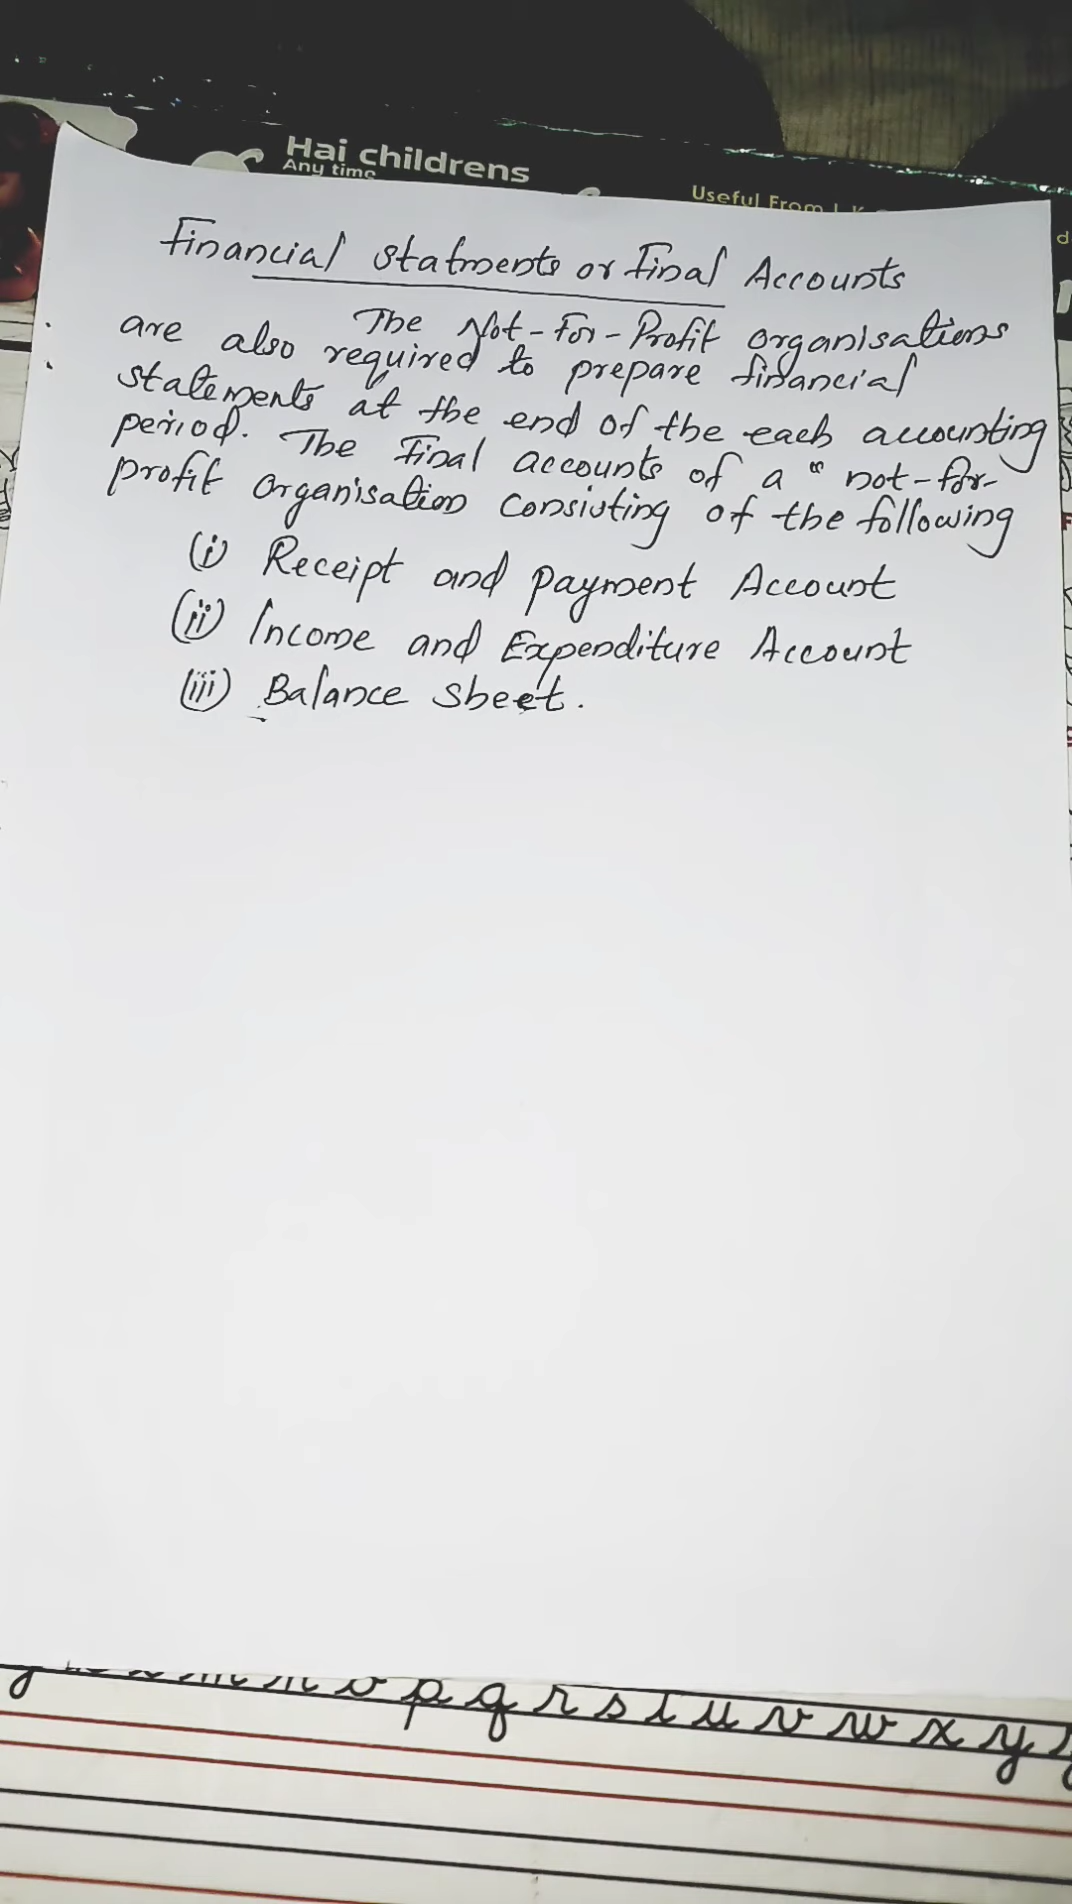 Hai childrens
Any time
Useful From
Financial statments or Final Accounts
The Not-For-Profit organisations
are also required to prepare financial
statements at the end of the each accounting
period. The Final accounts of a " not-for-
profit organisation consisting of the following
(i) Receipt and payment Account
(ii) Income and Expenditure Account
(iii) Balance sheet.
p q r s t u v w x y